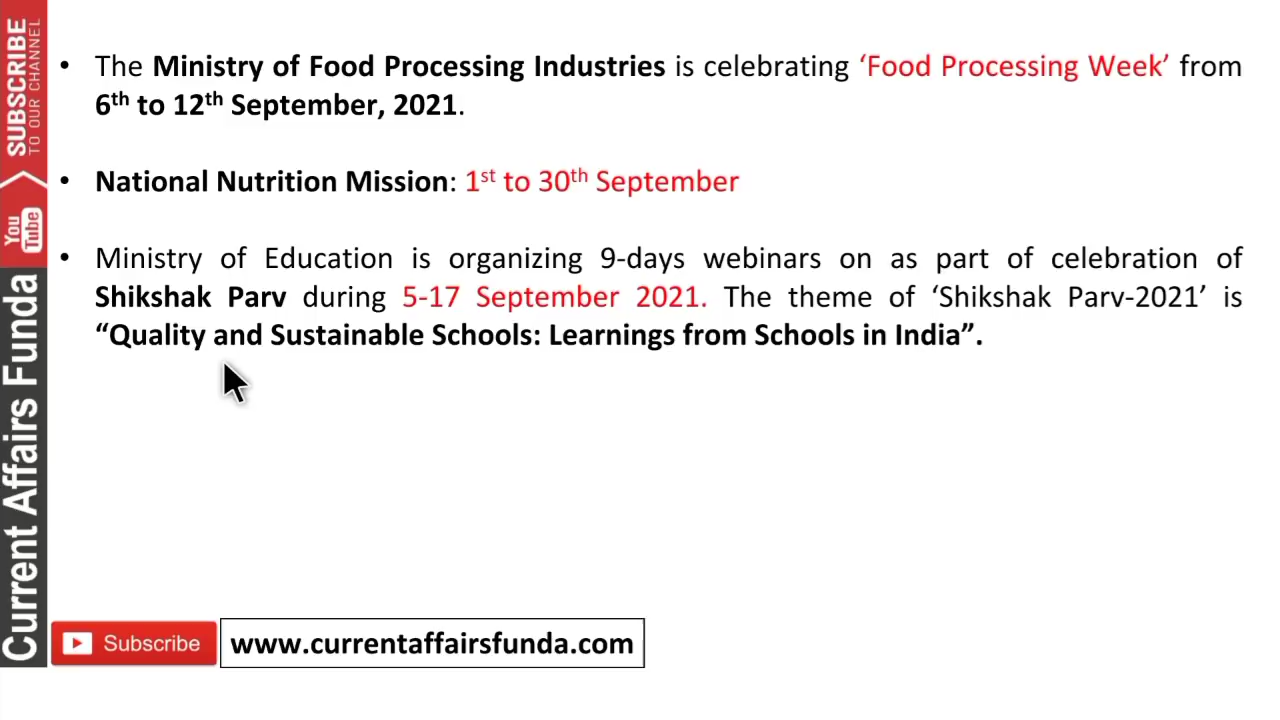 • The Ministry of Food Processing Industries is celebrating ‘Food Processing Week’ from
6th to 12th September, 2021.
• National Nutrition Mission: 1st to 30th September
• Ministry of Education is organizing 9-days webinars on as part of celebration of
Shikshak Parv during 5-17 September 2021. The theme of ‘Shikshak Parv-2021’ is
“Quality and Sustainable Schools: Learnings from Schools in India”.
SUBSCRIBE
TO OUR CHANNEL
You
Tube
Current Affairs Funda
Subscribe
www.currentaffairsfunda.com